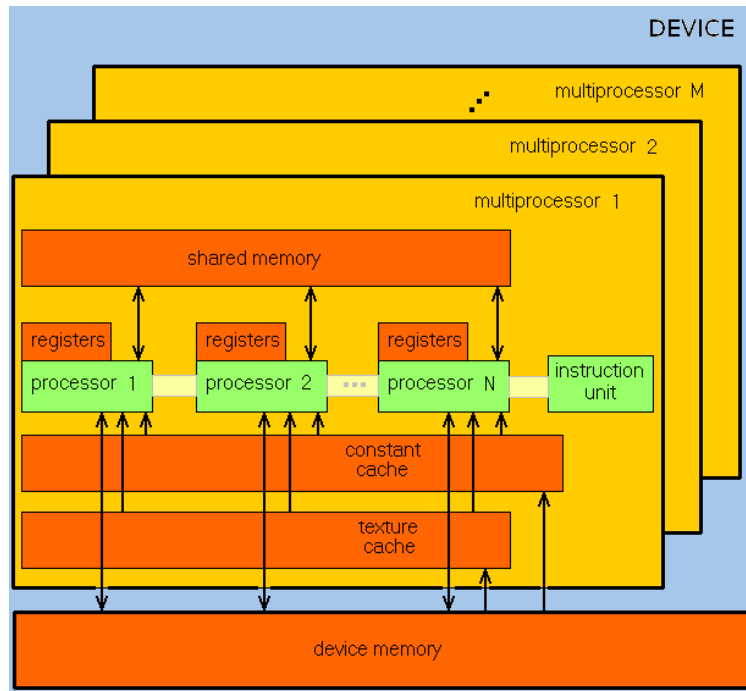 DEVICE
multiprocessor M
multiprocessor 2
multiprocessor 1
shared memory
registers
registers
registers
processor 1
processor 2
processor N
instruction
unit
constant
cache
texture
cache
device memory